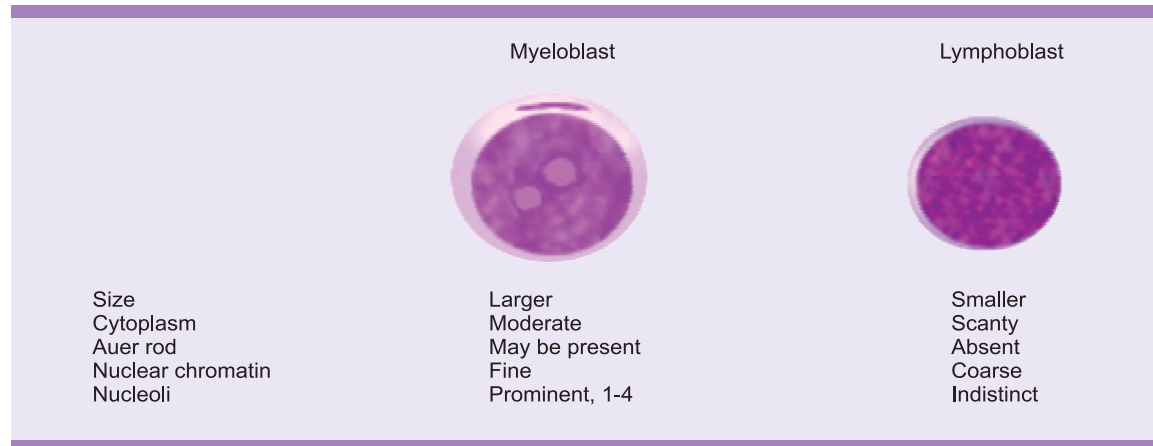 Myeloblast Lymphoblast
Size Larger Smaller
Cytoplasm Moderate Scanty
Auer rod May be present Absent
Nuclear chromatin Fine Coarse
Nucleoli Prominent, 1-4 Indistinct